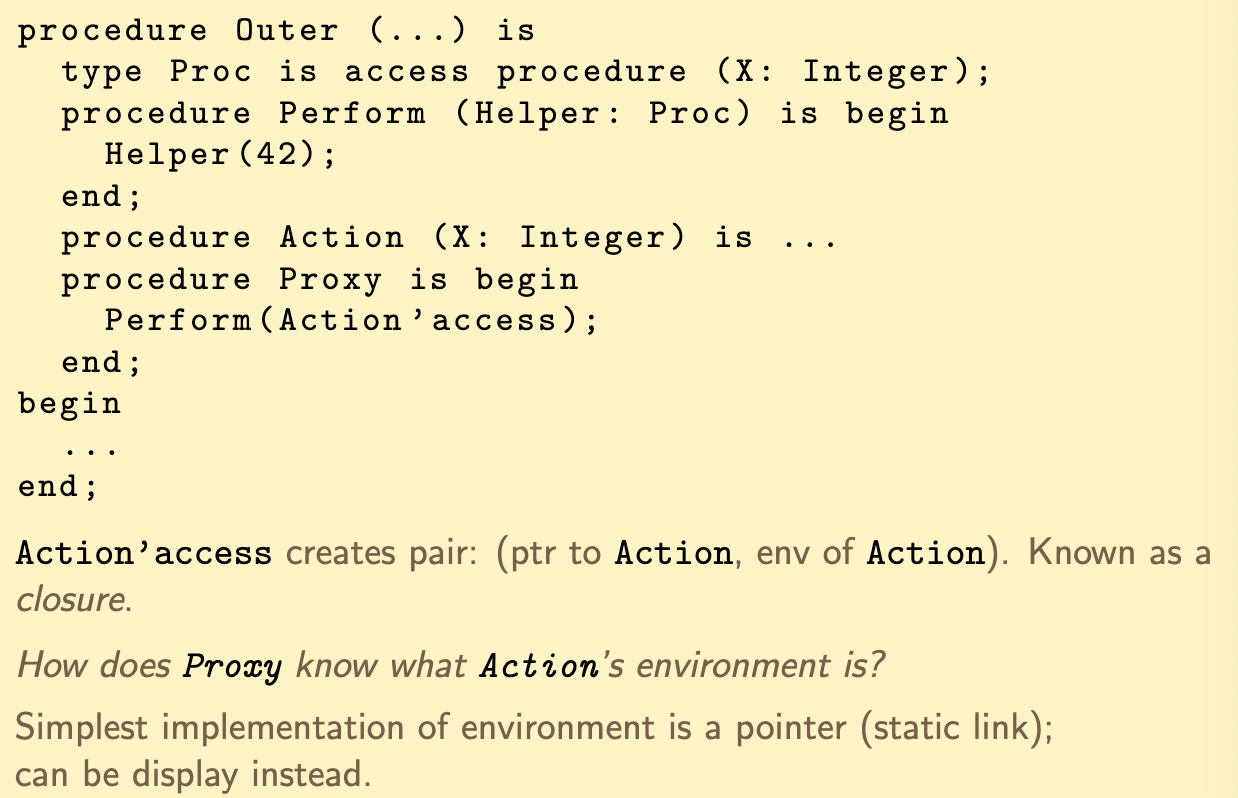 procedure Outer (...) is
  type Proc is access procedure (X: Integer);
  procedure Perform (Helper: Proc) is begin
    Helper(42);
  end;
  procedure Action (X: Integer) is ...
  procedure Proxy is begin
    Perform(Action'access);
  end;
begin
  ...
end;
Action'access creates pair: (ptr to Action, env of Action). Known as a
closure.
How does Proxy know what Action's environment is?
Simplest implementation of environment is a pointer (static link);
can be display instead.